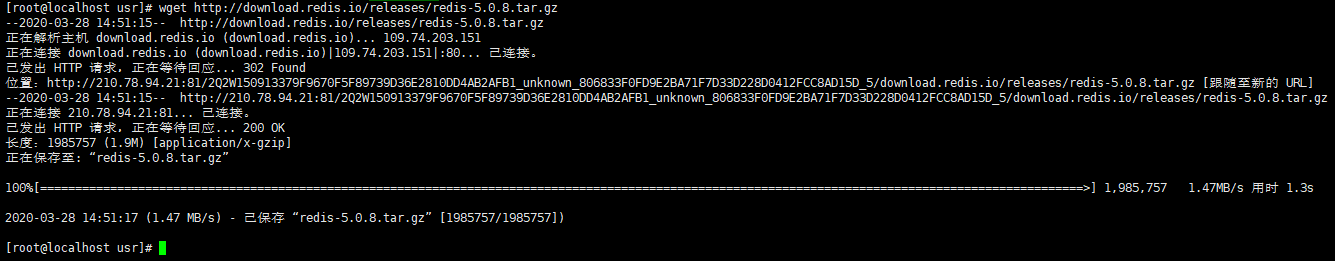 [root@localhost usr]# wget http://download.redis.io/releases/redis-5.0.8.tar.gz
--2020-03-28 14:51:15--  http://download.redis.io/releases/redis-5.0.8.tar.gz
正在解析主机 download.redis.io (download.redis.io)... 109.74.203.151
正在连接 download.redis.io (download.redis.io)|109.74.203.151|:80... 已连接。
已发出 HTTP 请求，正在等待回应... 302 Found
位置：http://210.78.94.21:81/2Q2W150913379F9670F5F89739D36E2810DD4AB2AFB1_unknown_806833F0FD9E2BA71F7D33D228D0412FCC8AD15D_5/download.redis.io/releases/redis-5.0.8.tar.gz [跟随至新的 URL]
--2020-03-28 14:51:15--  http://210.78.94.21:81/2Q2W150913379F9670F5F89739D36E2810DD4AB2AFB1_unknown_806833F0FD9E2BA71F7D33D228D0412FCC8AD15D_5/download.redis.io/releases/redis-5.0.8.tar.gz
正在连接 210.78.94.21:81... 已连接。
已发出 HTTP 请求，正在等待回应... 200 OK
长度：1985757 (1.9M) [application/x-gzip]
正在保存至: “redis-5.0.8.tar.gz”
100%[======================================================================================================================================================>] 1,985,757   1.47MB/s 用时 1.3s
2020-03-28 14:51:17 (1.47 MB/s) - 已保存 “redis-5.0.8.tar.gz” [1985757/1985757])
[root@localhost usr]#